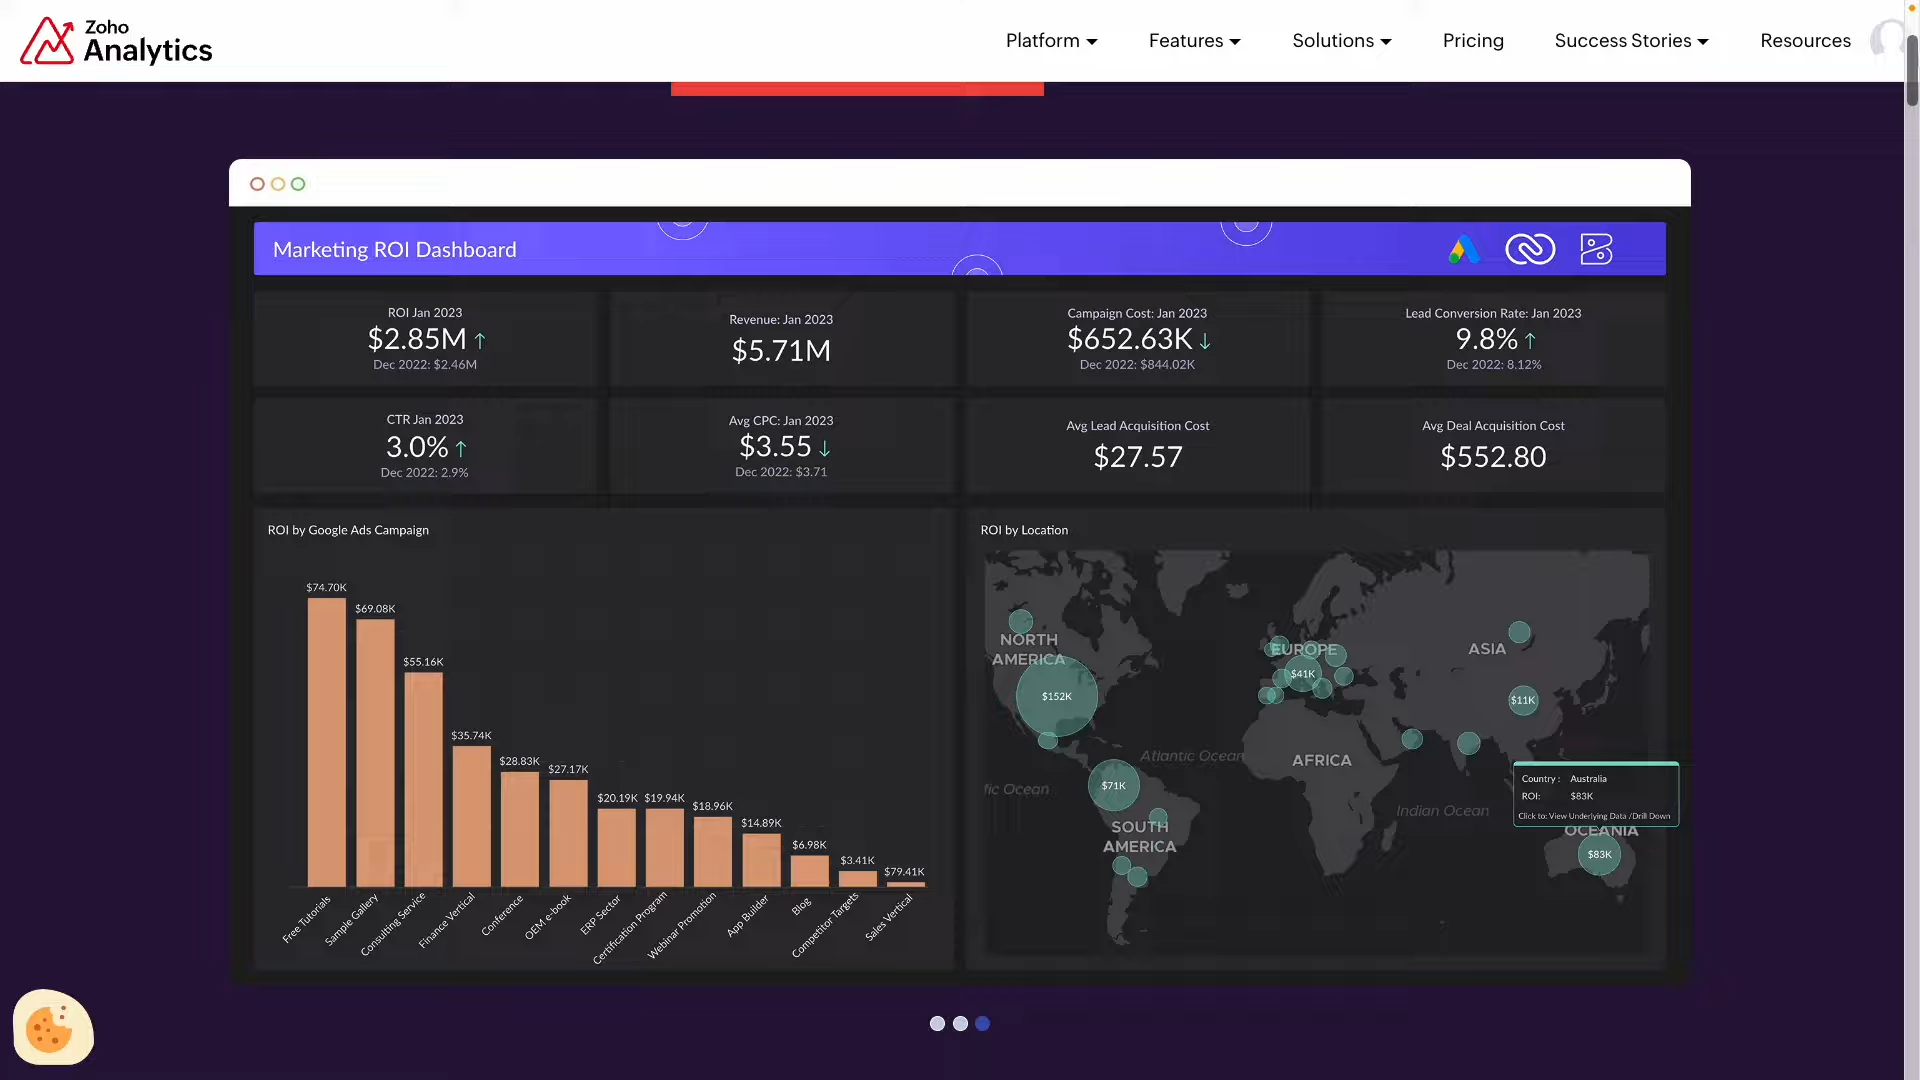 Zoho
Analytics
Platform
Features
Solutions
Pricing
Success Stories
Resources
Marketing ROI Dashboard
ROI Jan 2023
$2.85M ↑
Dec 2022: $2.46M
Revenue: Jan 2023
$5.71M
Campaign Cost: Jan 2023
$652.63K ↓
Dec 2022: $844.02K
Lead Conversion Rate: Jan 2023
9.8% ↑
Dec 2022: 8.12%
CTR Jan 2023
3.0% ↑
Dec 2022: 2.9%
Avg CPC: Jan 2023
$3.55 ↓
Dec 2022: $3.71
Avg Lead Acquisition Cost
$27.57
Avg Deal Acquisition Cost
$552.80
ROI by Google Ads Campaign
$74.70K
$69.08K
$55.16K
$35.74K
$28.83K
$27.17K
$20.19K
$19.94K
$18.96K
$14.89K
$6.98K
$3.41K
$79.41K
Free Tutorials
Sample Gallery
Consulting Service
Finance Vertical
Conference
OEM e-book
ERP Sector
Certification Program
Webinar Promotion
App Builder
Blog
Competitor Targets
Sales Vertical
ROI by Location
NORTH
AMERICA
$152K
EUROPE
$41K
ASIA
$11K
Atlantic Ocean
AFRICA
fic Ocean
$71K
Indian Ocean
SOUTH
AMERICA
Country : Australia
ROI: $83K
Click to: View Underlying Data /Drill Down
OCEANIA
$83K